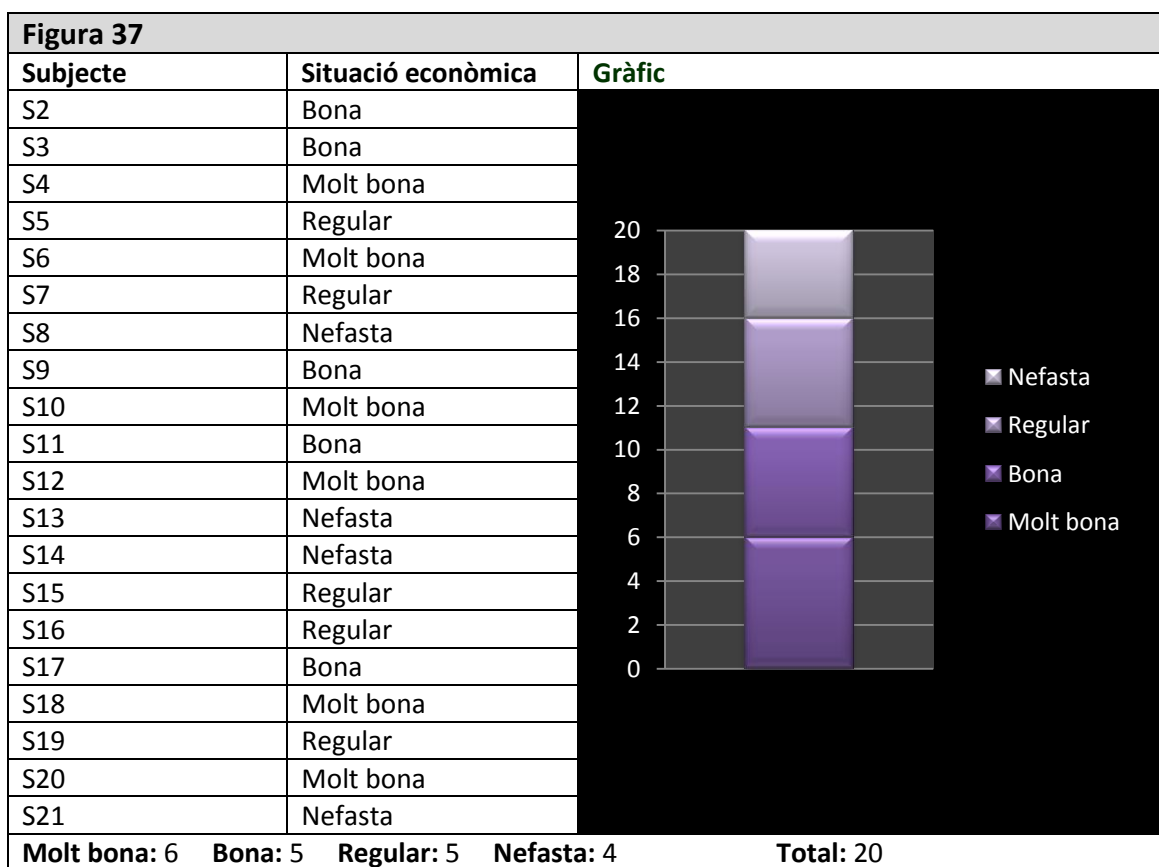 Figura 37
Subjecte Situació econòmica Gràfic
S2 Bona
S3 Bona
S4 Molt bona
S5 Regular
S6 Molt bona
S7 Regular
S8 Nefasta
S9 Bona
S10 Molt bona
S11 Bona
S12 Molt bona
S13 Nefasta
S14 Nefasta
S15 Regular
S16 Regular
S17 Bona
S18 Molt bona
S19 Regular
S20 Molt bona
S21 Nefasta
20
18
16
14
12
10
8
6
4
2
0
Nefasta
Regular
Bona
Molt bona
Molt bona: 6 Bona: 5 Regular: 5 Nefasta: 4 Total: 20